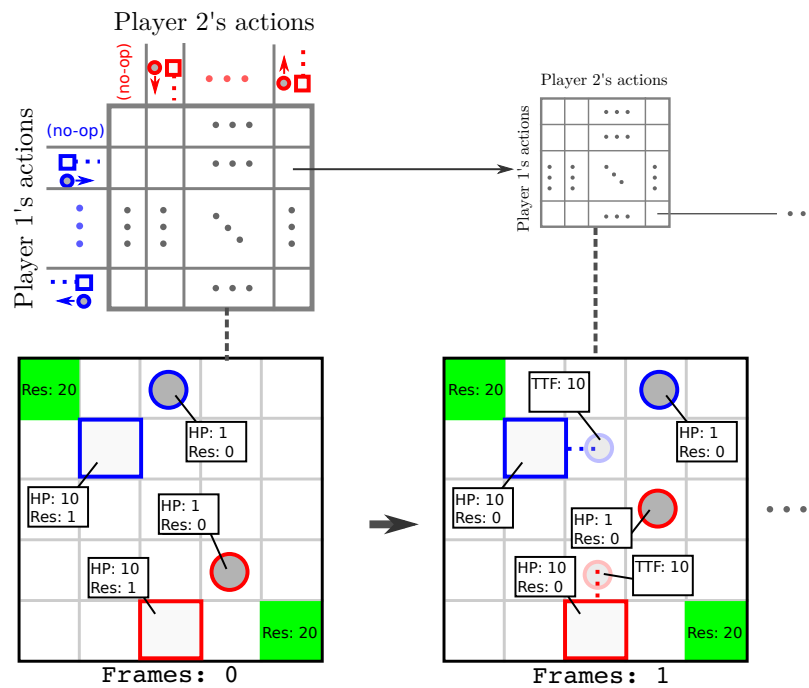 Player 2's actions
(no-op)
(no-op)
Player 1's actions
Player 2's actions
Player 1's actions
Res: 20
HP: 1
Res: 0
HP: 10
Res: 1
HP: 1
Res: 0
HP: 10
Res: 1
Res: 20
Frames: 0
Res: 20
TTF: 10
HP: 1
Res: 0
HP: 10
Res: 0
HP: 1
Res: 0
HP: 10
Res: 0
TTF: 10
Res: 20
Frames: 1